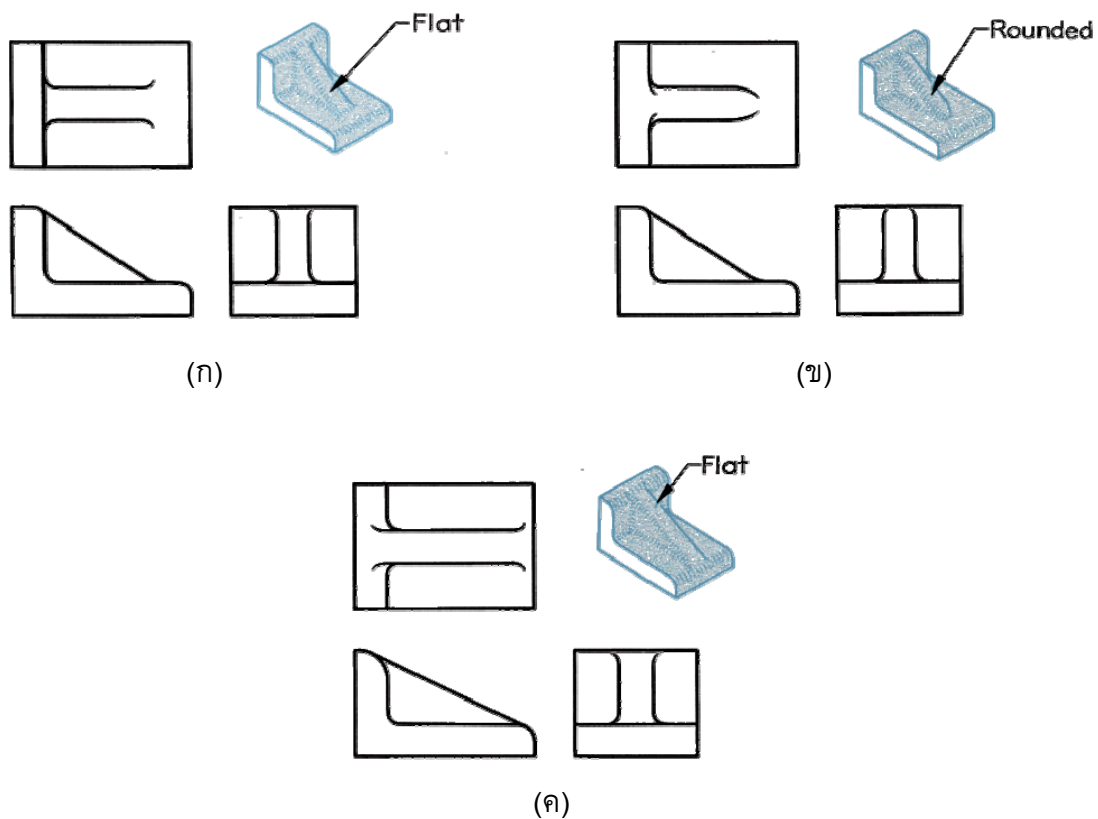 Flat
Rounded
(ก)
(ข)
Flat
(ค)